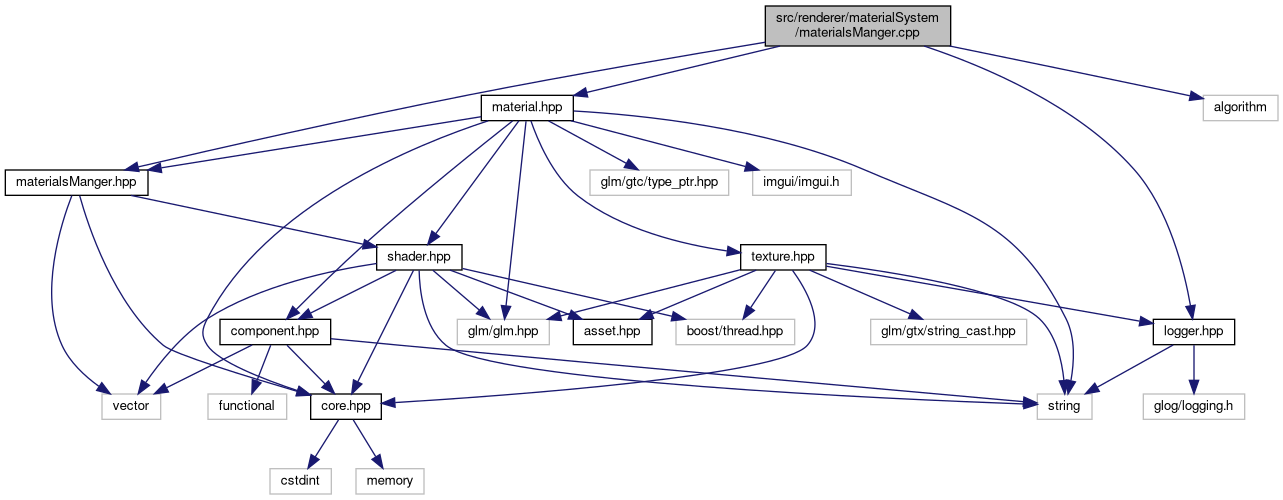 src/renderer/materialSystem
/materialsManger.cpp
material.hpp
algorithm
materialsManger.hpp
glm/gtc/type_ptr.hpp
imgui/imgui.h
shader.hpp
texture.hpp
component.hpp
glm/glm.hpp
asset.hpp
boost/thread.hpp
glm/gtx/string_cast.hpp
logger.hpp
vector
functional
core.hpp
string
glog/logging.h
cstdint
memory